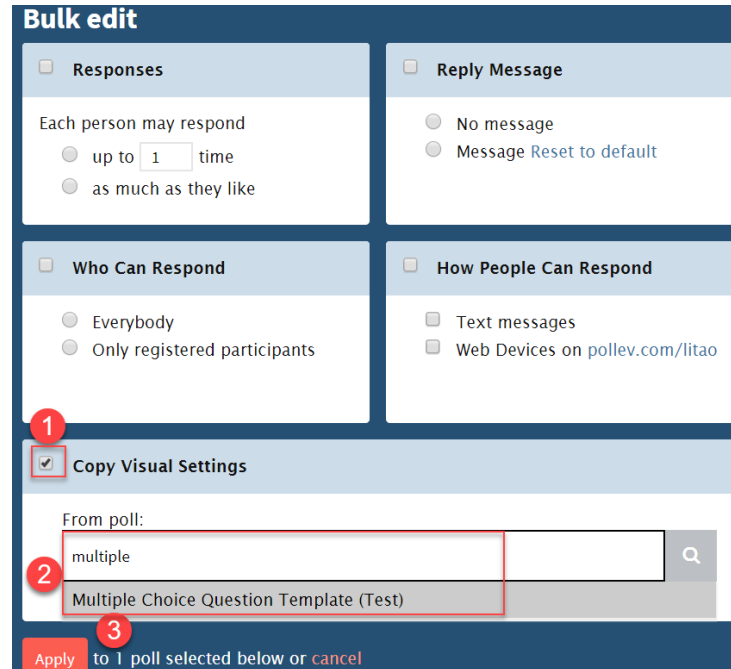 Bulk edit
Responses
Each person may respond
up to 1 time
as much as they like
Reply Message
No message
Message Reset to default
Who Can Respond
Everybody
Only registered participants
How People Can Respond
Text messages
Web Devices on pollev.com/litao
1
Copy Visual Settings
From poll:
multiple
2
Multiple Choice Question Template (Test)
3
Apply to 1 poll selected below or cancel